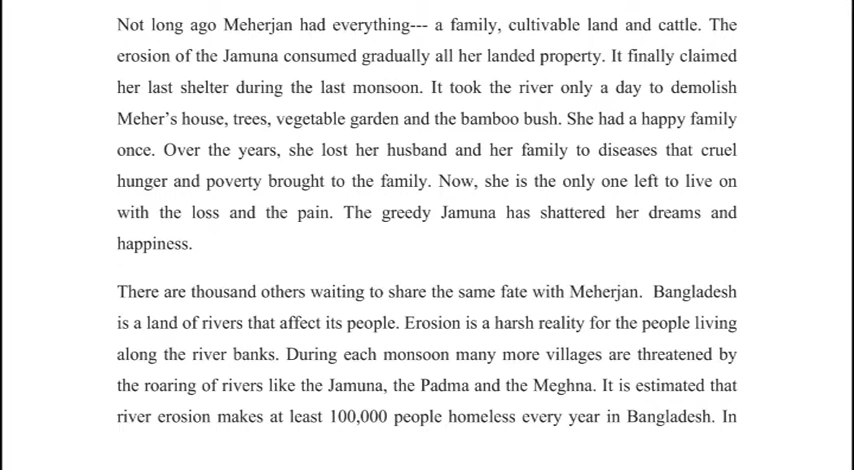 Not long ago Meherjan had everything--- a family, cultivable land and cattle. The
erosion of the Jamuna consumed gradually all her landed property. It finally claimed
her last shelter during the last monsoon. It took the river only a day to demolish
Meher’s house, trees, vegetable garden and the bamboo bush. She had a happy family
once. Over the years, she lost her husband and her family to diseases that cruel
hunger and poverty brought to the family. Now, she is the only one left to live on
with the loss and the pain. The greedy Jamuna has shattered her dreams and
happiness.
There are thousand others waiting to share the same fate with Meherjan.  Bangladesh
is a land of rivers that affect its people. Erosion is a harsh reality for the people living
along the river banks. During each monsoon many more villages are threatened by
the roaring of rivers like the Jamuna, the Padma and the Meghna. It is estimated that
river erosion makes at least 100,000 people homeless every year in Bangladesh. In